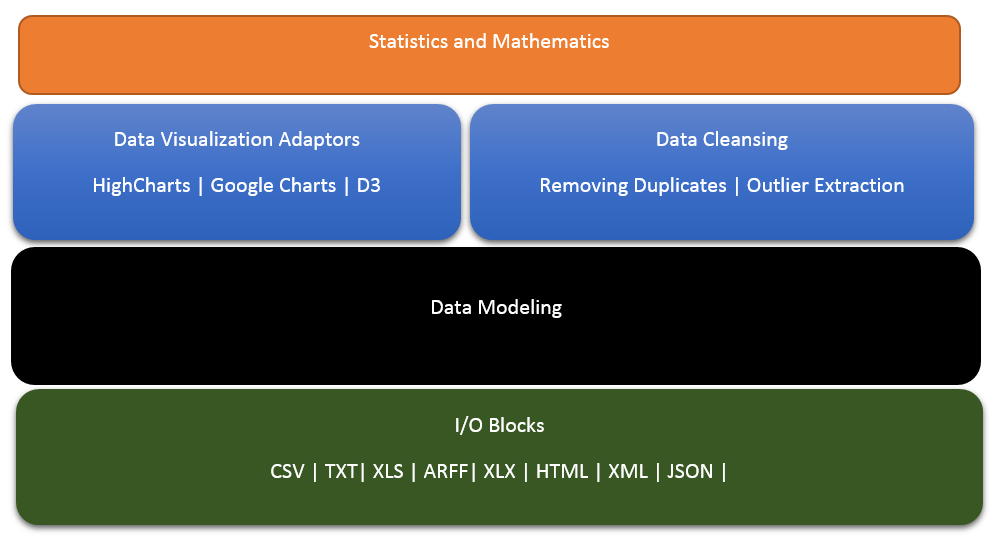 Statistics and Mathematics
Data Visualization Adaptors
HighCharts | Google Charts | D3
Data Cleansing
Removing Duplicates | Outlier Extraction
Data Modeling
I/O Blocks
CSV | TXT| XLS | ARFF| XLX | HTML | XML | JSON |